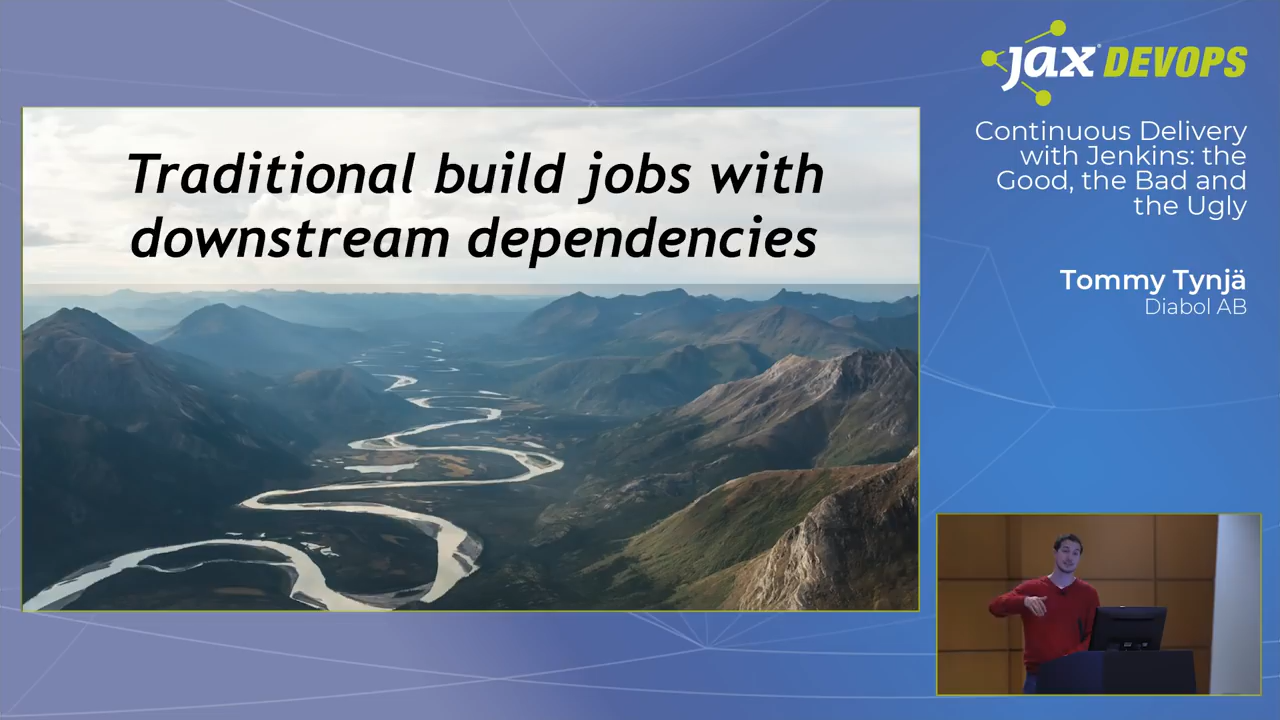 Traditional build jobs with
downstream dependencies
jax DEVOPS
Continuous Delivery
with Jenkins: the
Good, the Bad and
the Ugly
Tommy Tynjä
Diabol AB